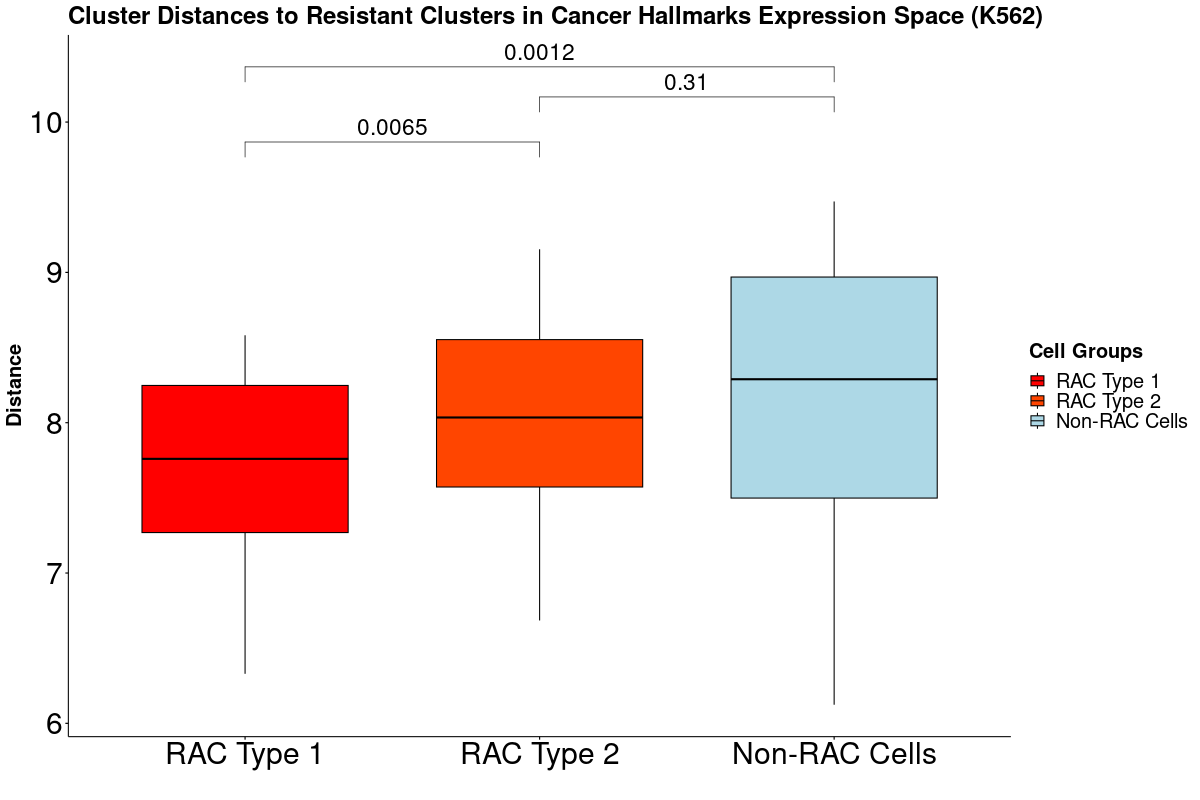 Cluster Distances to Resistant Clusters in Cancer Hallmarks Expression Space (K562)
0.0012
0.31
0.0065
10
9
8
7
6
Distance
RAC Type 1
RAC Type 2
Non-RAC Cells
Cell Groups
RAC Type 1
RAC Type 2
Non-RAC Cells